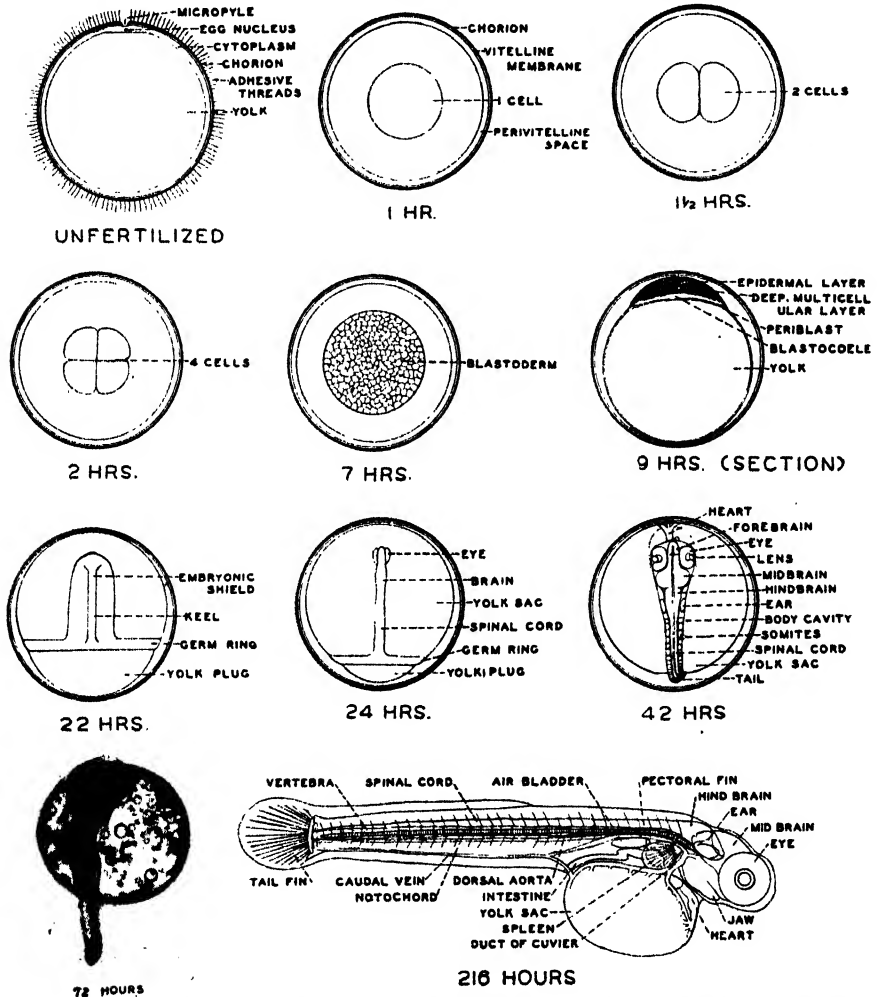 MICROPYLE
EGG NUCLEUS
CYTOPLASM
CHORION
ADHESIVE
THREADS
YOLK
UNFERTILIZED
CHORION
VITELLINE
MEMBRANE
1 CELL
PERIVITELLINE
SPACE
1 HR.
2 CELLS
1 1/2 HRS.
4 CELLS
2 HRS.
BLASTODERM
7 HRS.
EPIDERMAL LAYER
DEEP. MULTICELL
ULAR LAYER
PERIBLAST
BLASTOCOELE
YOLK
9 HRS. (SECTION)
EMBRYONIC
SHIELD
KEEL
GERM RING
YOLK PLUG
22 HRS.
EYE
BRAIN
YOLK SAC
SPINAL CORD
GERM RING
YOLK PLUG
24 HRS.
HEART
FOREBRAIN
EYE
LENS
MIDBRAIN
HINDBRAIN
EAR
BODY CAVITY
SOMITES
SPINAL CORD
YOLK SAC
TAIL
42 HRS
72 HOURS
VERTEBRA
SPINAL CORD
AIR BLADDER
PECTORAL FIN
HIND BRAIN
EAR
MID BRAIN
EYE
TAIL FIN
CAUDAL VEIN
NOTOCHORD
DORSAL AORTA
INTESTINE
YOLK SAC
SPLEEN
DUCT OF CUVIER
JAW
HEART
216 HOURS